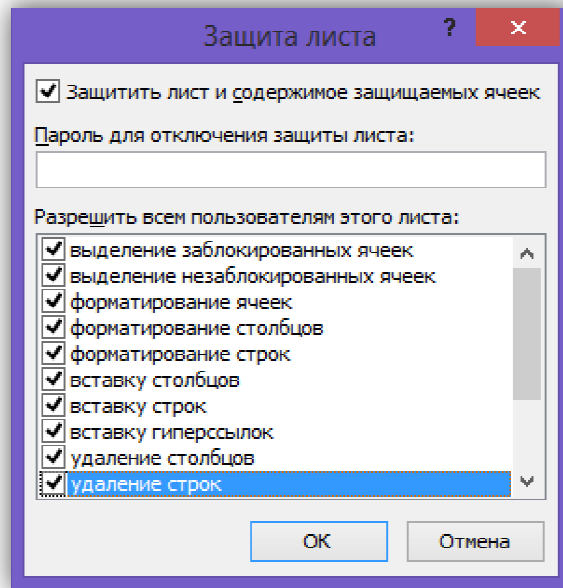 Защита листа ?
Защитить лист и содержимое защищаемых ячеек
Пароль для отключения защиты листа:
Разрешить всем пользователям этого листа:
выделение заблокированных ячеек
выделение незаблокированных ячеек
форматирование ячеек
форматирование столбцов
форматирование строк
вставку столбцов
вставку строк
вставку гиперссылок
удаление столбцов
удаление строк
ОК Отмена